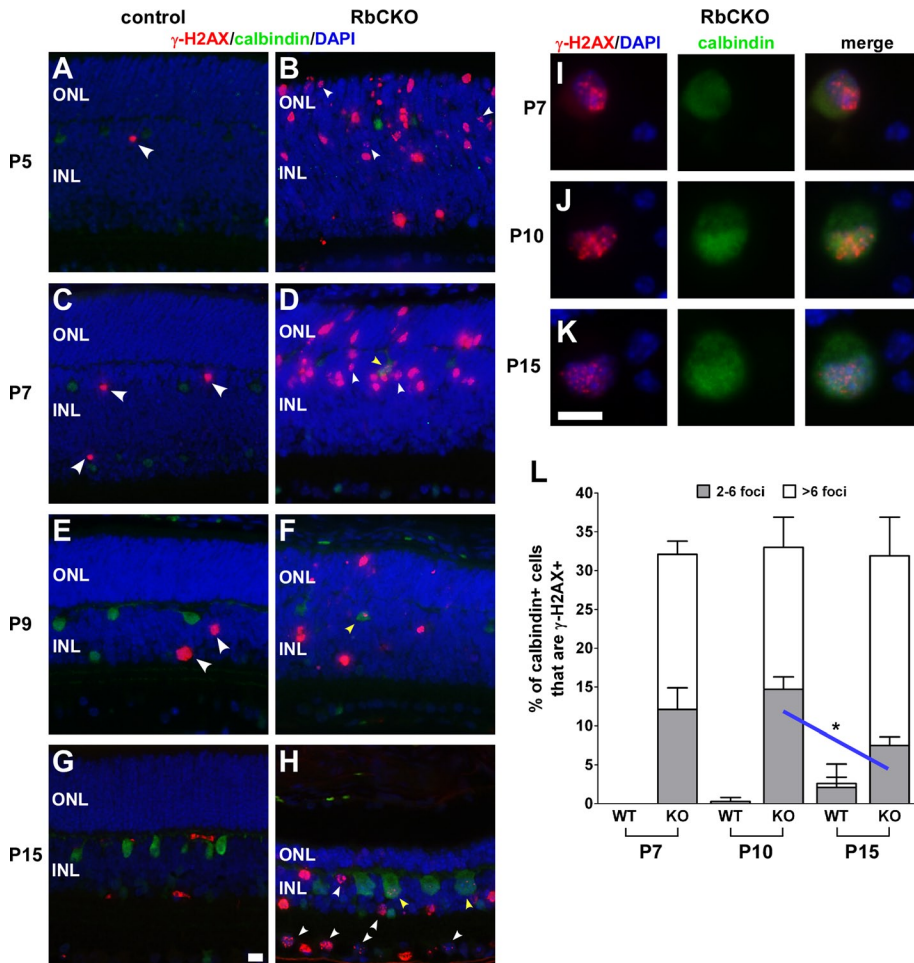 control
RbCKO
γ-H2AX/calbindin/DAPI
A
B
ONL
ONL
P5
INL
INL
C
D
ONL
ONL
P7
INL
INL
E
F
ONL
ONL
P9
INL
INL
G
H
ONL
P15
INL
ONL
INL
RbCKO
γ-H2AX/DAPI
calbindin
merge
I
P7
J
P10
K
P15
L
2-6 foci
>6 foci
% of calbindin+ cells
that are γ-H2AX+
40
35
30
25
20
15
10
5
0
*
WT
KO
WT
KO
WT
KO
P7
P10
P15